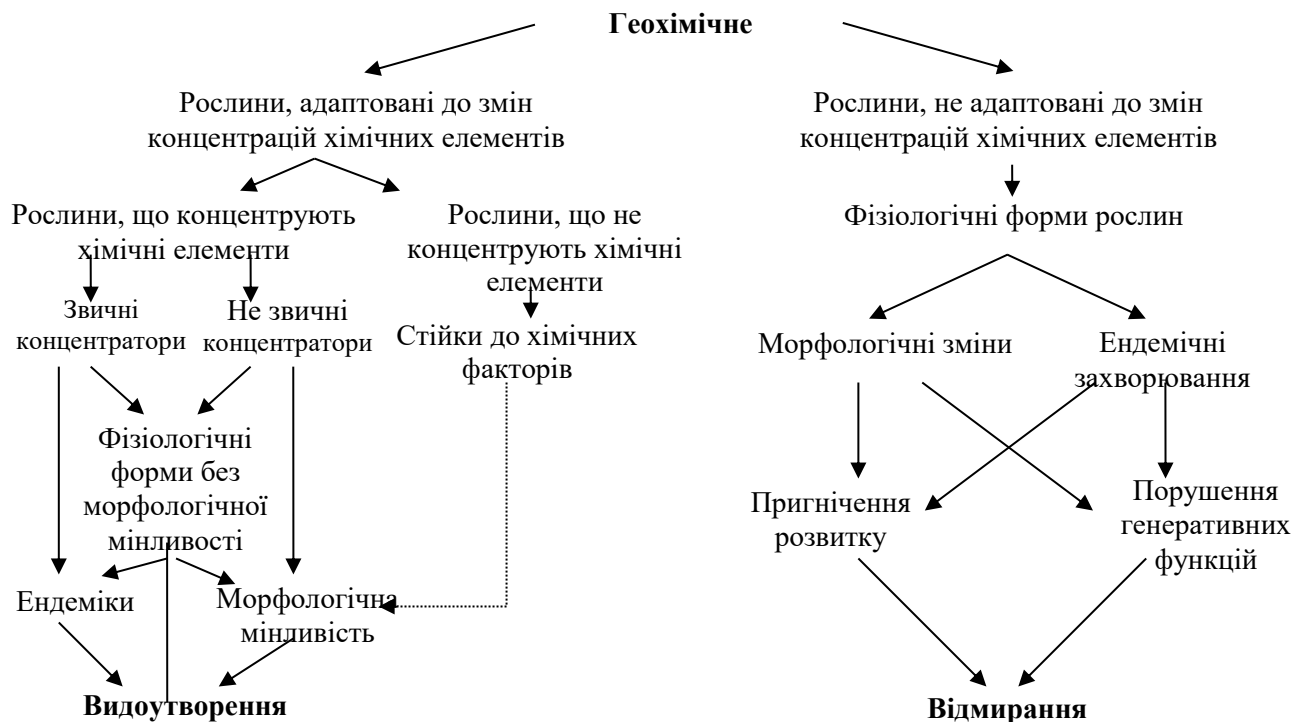 Геохімічне
Рослини, адаптовані до змін
концентрацій хімічних елементів
Рослини, не адаптовані до змін
концентрацій хімічних елементів
Рослини, що концентрують
хімічні елементи
Рослини, що не
концентрують хімічні
елементи
Фізіологічні форми рослин
Звичні
концентратори
Не звичні
концентратори
Стійки до хімічних
факторів
Морфологічні зміни
Ендемічні
захворювання
Фізіологічні
форми без
морфологічної
мінливості
Пригнічення
розвитку
Порушення
генеративних
функцій
Ендеміки
Морфологічна
мінливість
Видоутворення
Відмирання